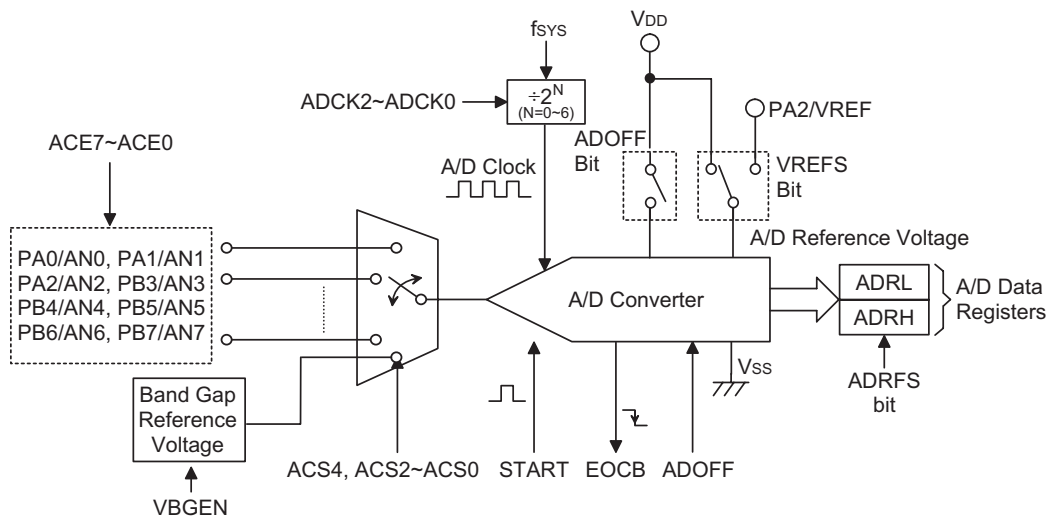 fSYS
VDD
ADCK2~ADCK0
÷2^N
(N=0~6)
PA2/VREF
ACE7~ACE0
ADOFF
Bit
VREFS
Bit
A/D Clock
A/D Reference Voltage
PA0/AN0, PA1/AN1
PA2/AN2, PB3/AN3
PB4/AN4, PB5/AN5
PB6/AN6, PB7/AN7
A/D Converter
ADRL
ADRH
A/D Data
Registers
VSS
ADRFS
bit
Band Gap
Reference
Voltage
ACS4, ACS2~ACS0
START
EOCB
ADOFF
VBGEN